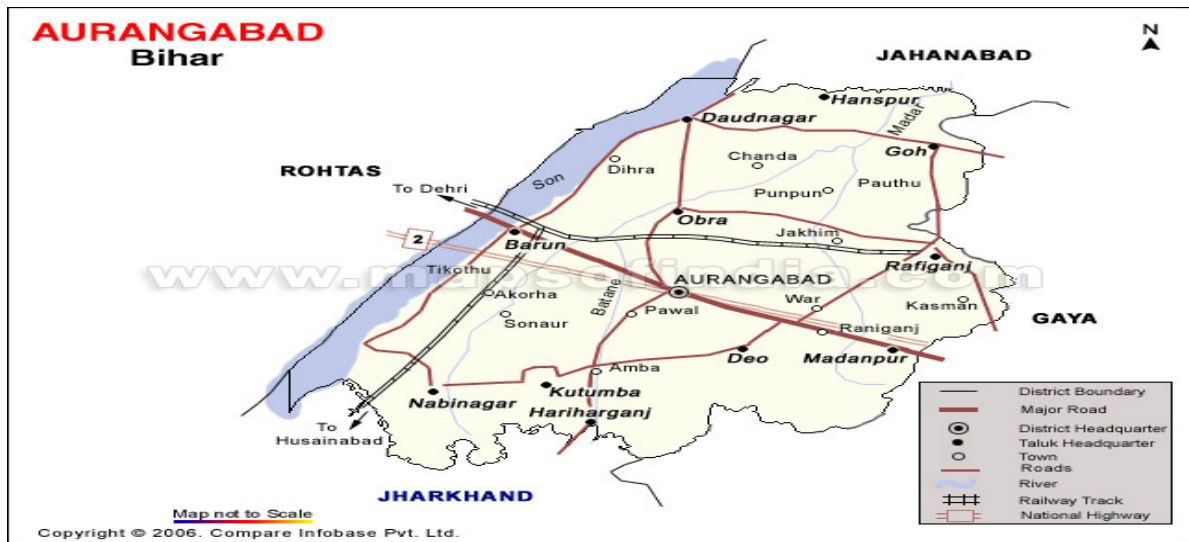 AURANGABAD
Bihar
N
JAHANABAD
Hanspur
Madar
Daudnagar
Goh
Dihra
Chanda
ROHTAS
Son
To Dehri
Punpun
Pauthu
Obra
Jakhim
Barun
2
Tikothu
Rafiganj
www.mapsofindia.com
AURANGABAD
Akorha
Batane
War
Kasman
Sonaur
Pawal
Raniganj
GAYA
Deo
Madanpur
Amba
Nabinagar
Kutumba
Hariharganj
To
Husainabad
JHARKHAND
District Boundary
Major Road
District Headquarter
Taluk Headquarter
Town
Roads
River
Railway Track
National Highway
Map not to Scale
Copyright © 2006. Compare Infobase Pvt. Ltd.